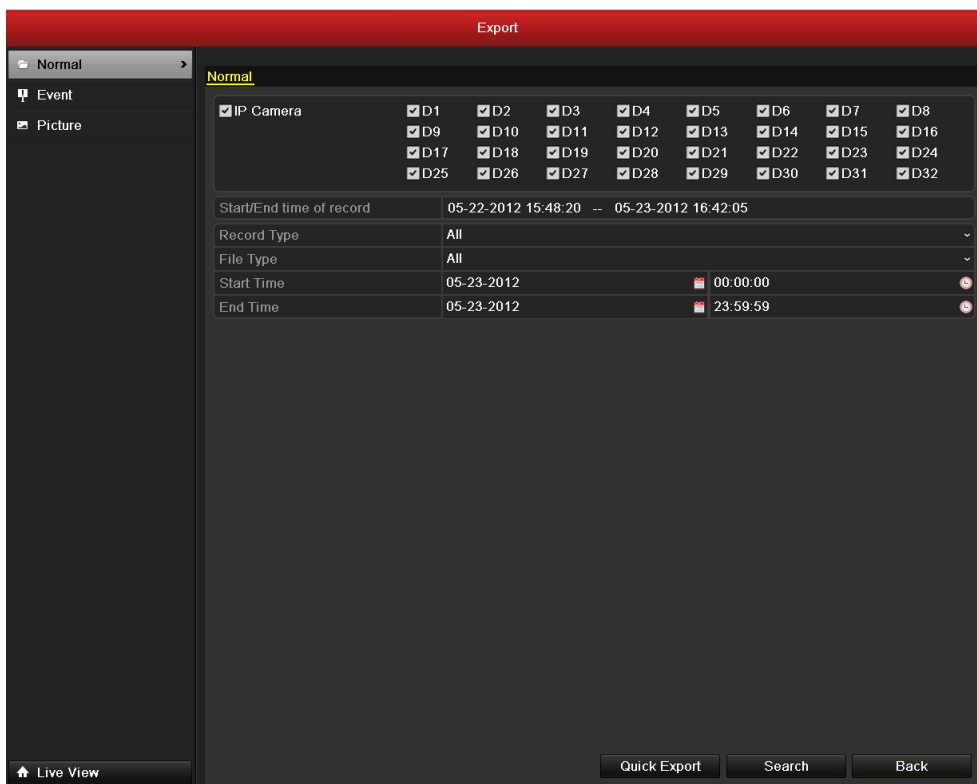 Export
Normal
Event
Picture
Normal
IP Camera D1 D2 D3 D4 D5 D6 D7 D8
D9 D10 D11 D12 D13 D14 D15 D16
D17 D18 D19 D20 D21 D22 D23 D24
D25 D26 D27 D28 D29 D30 D31 D32
Start/End time of record 05-22-2012 15:48:20 -- 05-23-2012 16:42:05
Record Type All
File Type All
Start Time 05-23-2012 00:00:00
End Time 05-23-2012 23:59:59
Live View
Quick Export Search Back